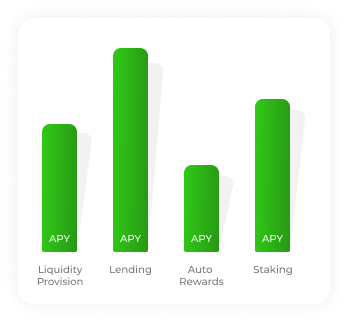 APY APY APY APY
Liquidity Provision
Lending
Auto Rewards
Staking